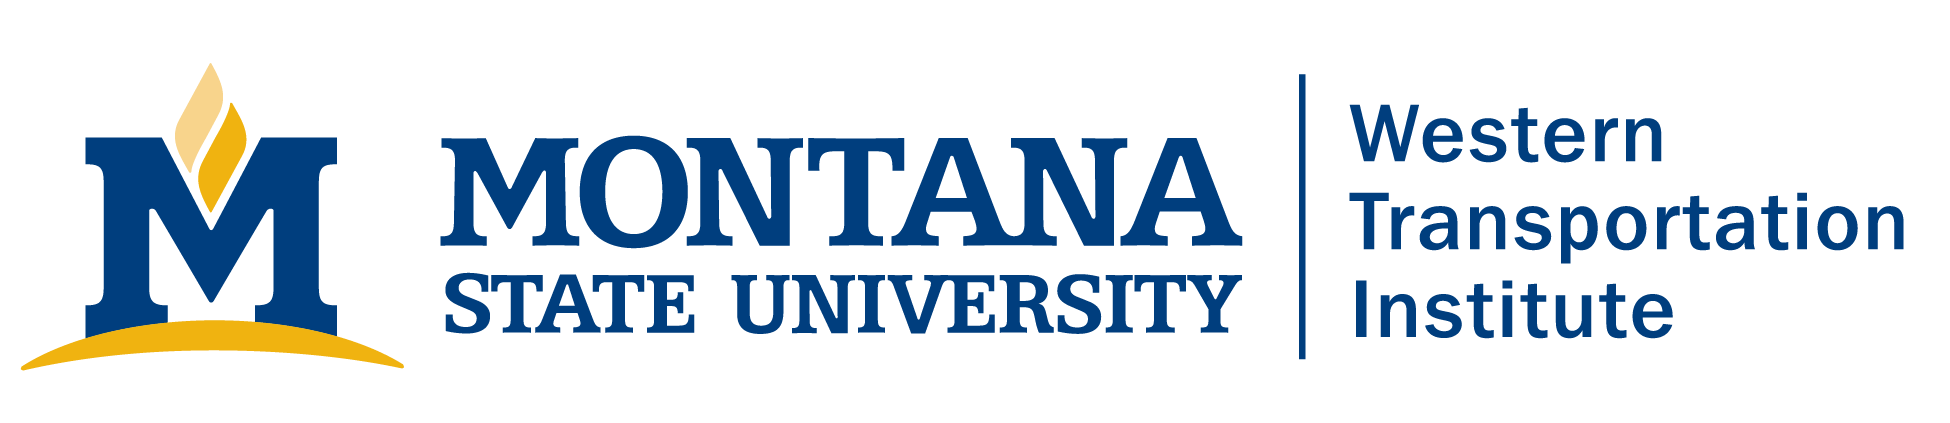 M
MONTANA
STATE UNIVERSITY
Western
Transportation
Institute